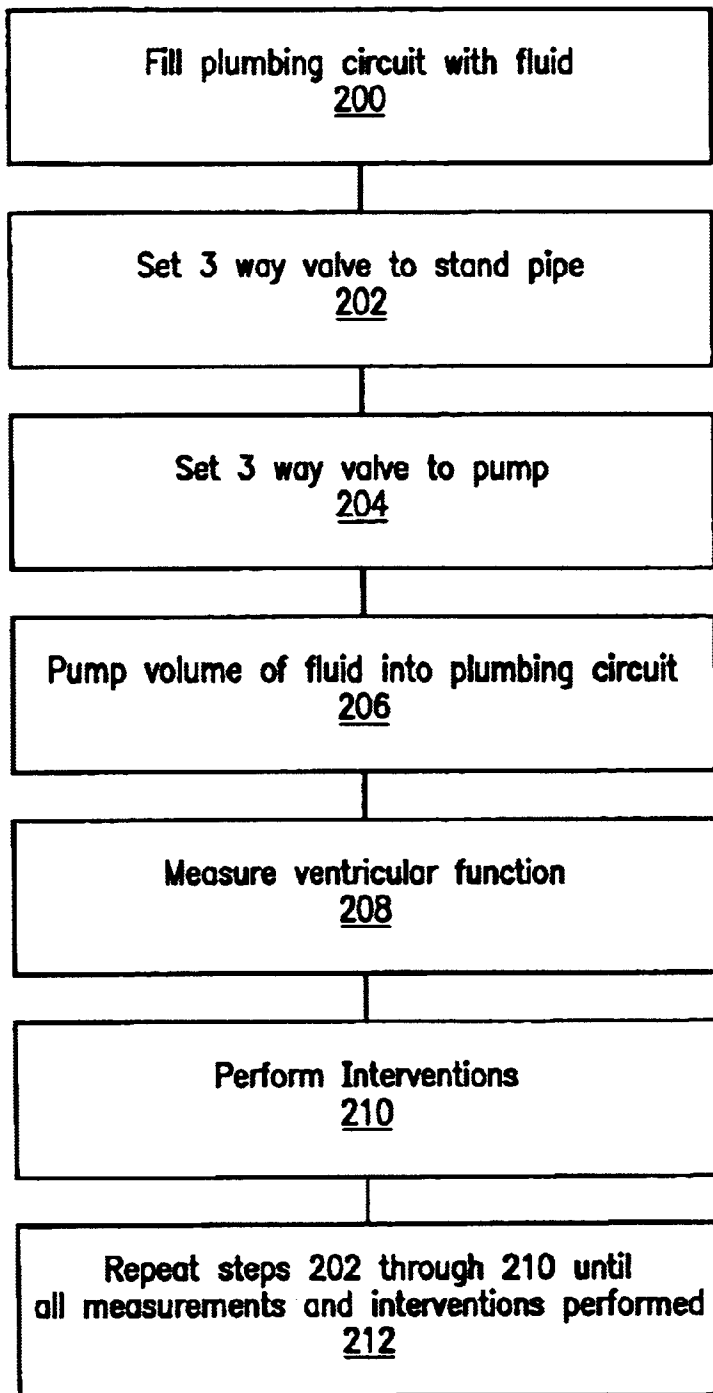 Fill plumbing circuit with fluid
200
Set 3 way valve to stand pipe
202
Set 3 way valve to pump
204
Pump volume of fluid into plumbing circuit
206
Measure ventricular function
208
Perform Interventions
210
Repeat steps 202 through 210 until
all measurements and interventions performed
212